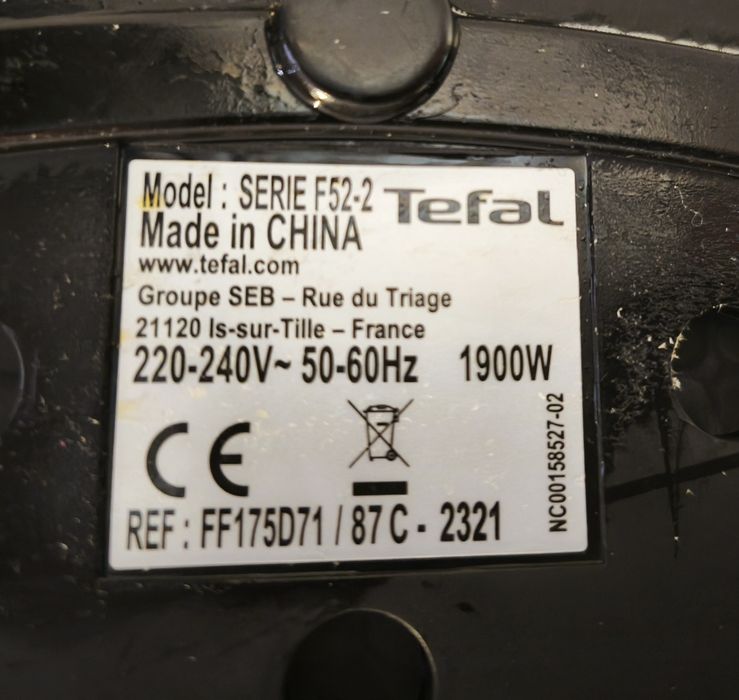 Model : SERIE F52-2 Tefal
Made in CHINA
www.tefal.com
Groupe SEB – Rue du Triage
21120 Is-sur-Tille – France
220-240V~ 50-60Hz 1900W
CE
NC00158527-02
REF : FF175D71 / 87C - 2321